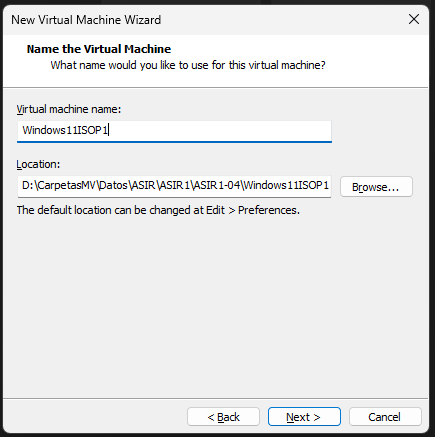 New Virtual Machine Wizard
Name the Virtual Machine
What name would you like to use for this virtual machine?
Virtual machine name:
Windows11ISOP1
Location:
D:\CarpetasMV\Datos\ASIR\ASIR1\ASIR1-04\Windows11ISOP1
Browse...
The default location can be changed at Edit > Preferences.
< Back
Next >
Cancel